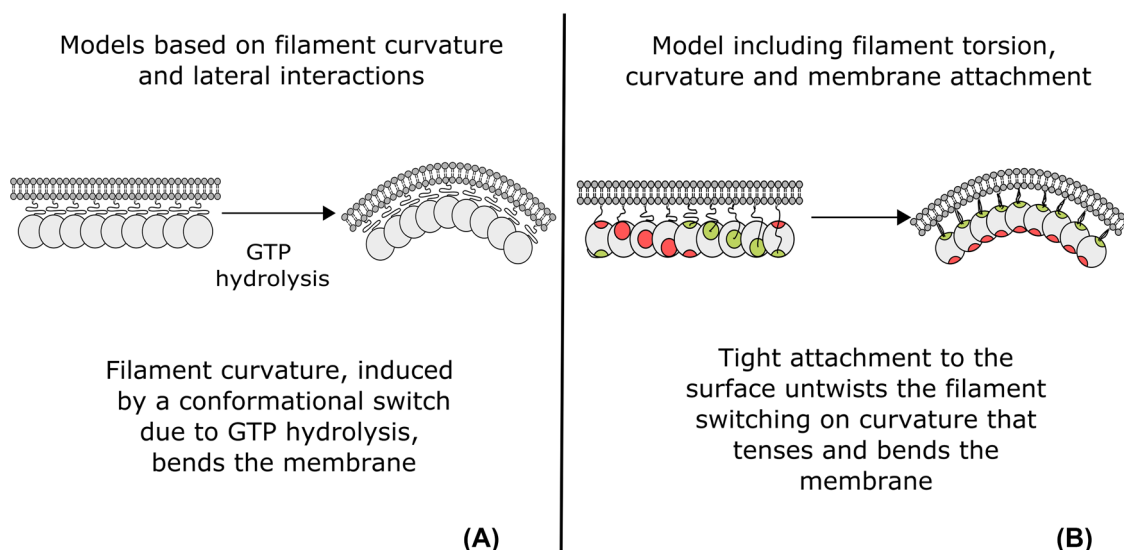 Models based on filament curvature
and lateral interactions
GTP
hydrolysis
Filament curvature, induced
by a conformational switch
due to GTP hydrolysis,
bends the membrane
(A)
Model including filament torsion,
curvature and membrane attachment
Tight attachment to the
surface untwists the filament
switching on curvature that
tenses and bends the
membrane
(B)